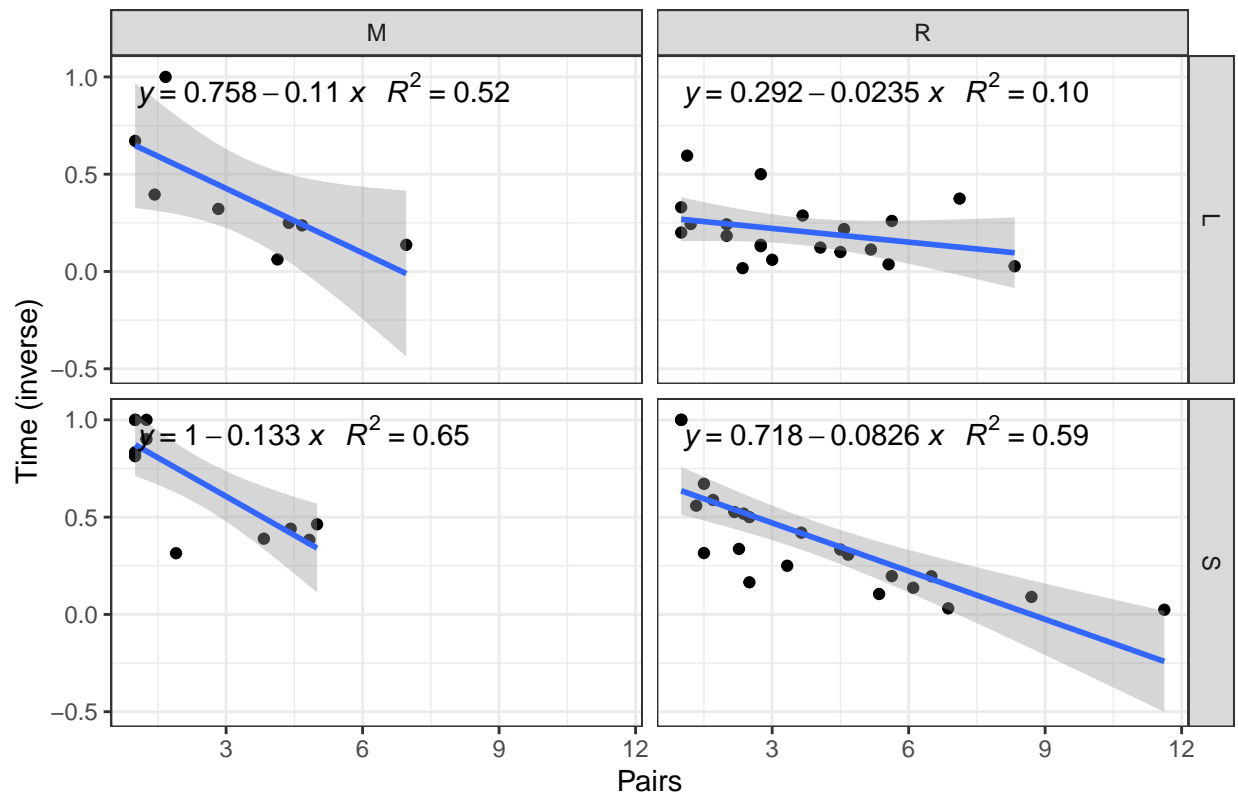 M
R
y = 0.758 − 0.11 x R² = 0.52
y = 0.292 − 0.0235 x R² = 0.10
1.0
0.5
0.0
−0.5
L
y = 1 − 0.133 x R² = 0.65
y = 0.718 − 0.0826 x R² = 0.59
1.0
0.5
0.0
−0.5
S
3 6 9 12
3 6 9 12
Pairs
Time (inverse)